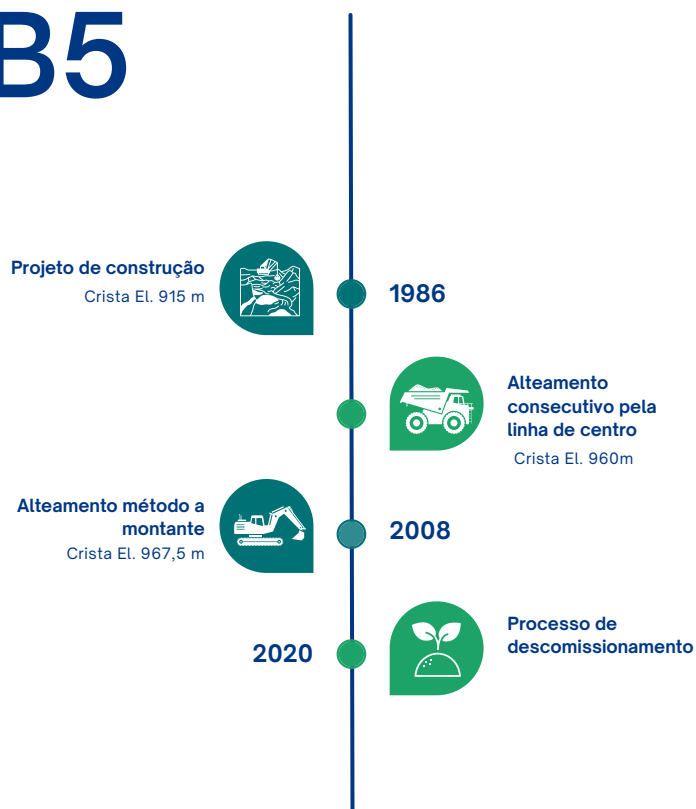 B5
Projeto de construção
Crista El. 915 m
1986
Alteamento
consecutivo pela
linha de centro
Crista El. 960m
Alteamento método a
montante
Crista El. 967,5 m
2008
2020
Processo de
descomissionamento